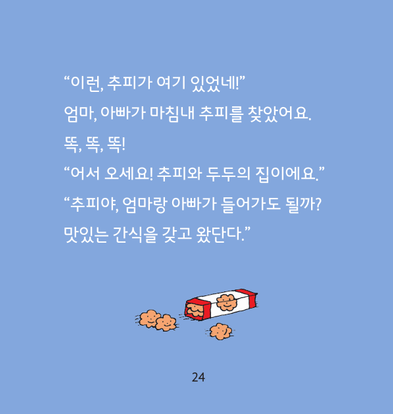 “이런, 추피가 여기 있었네!”
엄마, 아빠가 마침내 추피를 찾았어요.
똑, 똑, 똑!
“어서 오세요! 추피와 두두의 집이에요.”
“추피야, 엄마랑 아빠가 들어가도 될까?
맛있는 간식을 갖고 왔단다.”
24